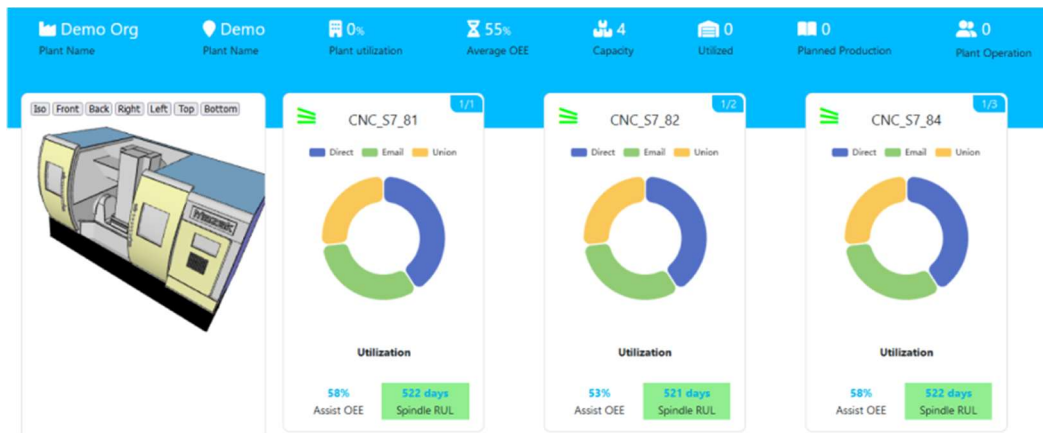 Demo Org
Plant Name
Demo
Plant Name
0%
Plant utilization
55%
Average OEE
4
Capacity
0
Utilized
0
Planned Production
0
Plant Operation
Iso Front Back Right Left Top Bottom
Mazak
1/1
CNC_S7_81
Direct Email Union
Utilization
58%
Assist OEE
522 days
Spindle RUL
1/2
CNC_S7_82
Direct Email Union
Utilization
53%
Assist OEE
521 days
Spindle RUL
1/3
CNC_S7_84
Direct Email Union
Utilization
58%
Assist OEE
522 days
Spindle RUL